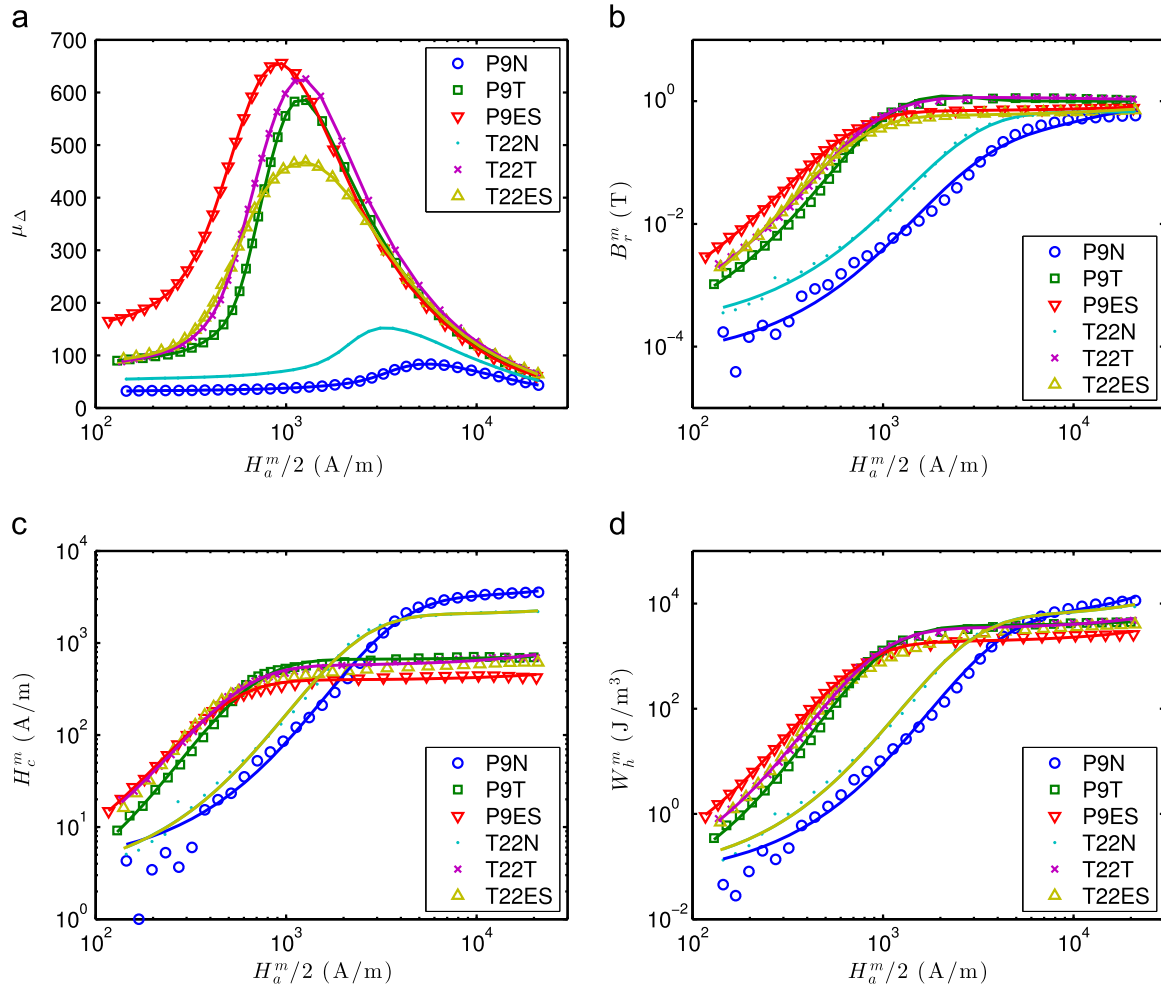 a
700
600
500
400
300
200
100
0
μ_Δ
P9N
P9T
P9ES
T22N
T22T
T22ES
10^2
10^3
10^4
H_a^m/2 (A/m)
b
10^0
10^−2
10^−4
B_r^m (T)
P9N
P9T
P9ES
T22N
T22T
T22ES
10^2
10^3
10^4
H_a^m/2 (A/m)
c
10^4
10^3
10^2
10^1
10^0
H_c^m (A/m)
P9N
P9T
P9ES
T22N
T22T
T22ES
10^2
10^3
10^4
H_a^m/2 (A/m)
d
10^4
10^2
10^0
10^−2
W_h^m (J/m^3)
P9N
P9T
P9ES
T22N
T22T
T22ES
10^2
10^3
10^4
H_a^m/2 (A/m)